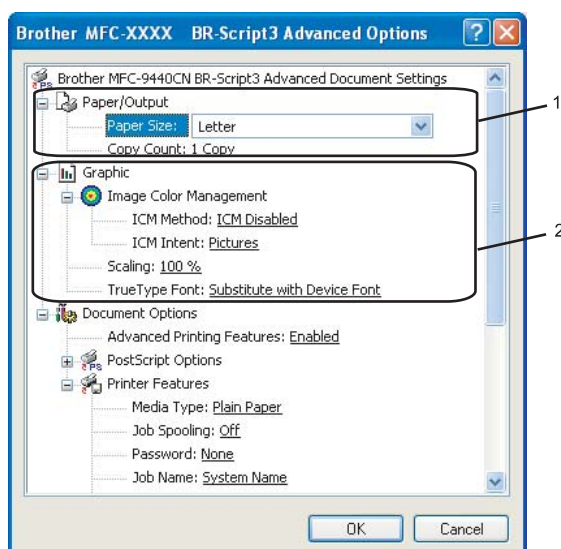 Brother MFC-XXXX BR-Script3 Advanced Options
Brother MFC-9440CN BR-Script3 Advanced Document Settings
Paper/Output
Paper Size: Letter
Copy Count: 1 Copy
1
Graphic
Image Color Management
ICM Method: ICM Disabled
ICM Intent: Pictures
2
Scaling: 100 %
TrueType Font: Substitute with Device Font
Document Options
Advanced Printing Features: Enabled
PostScript Options
Printer Features
Media Type: Plain Paper
Job Spooling: Off
Password: None
Job Name: System Name
OK Cancel